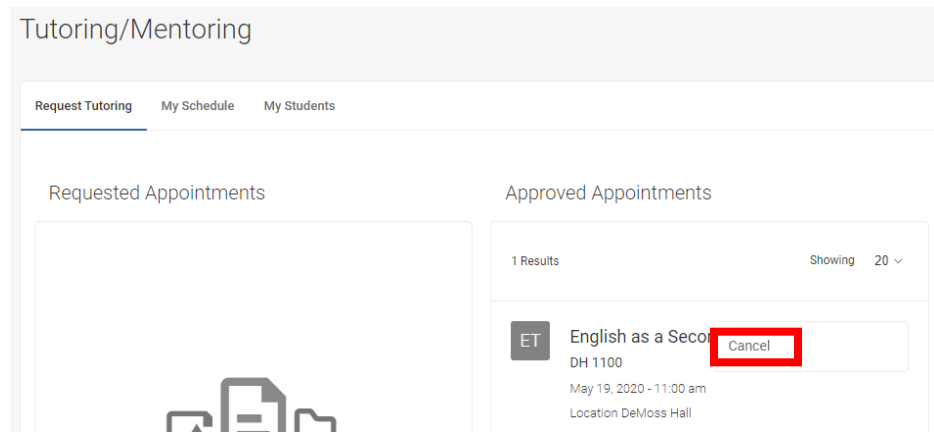 Tutoring/Mentoring
Request Tutoring My Schedule My Students
Requested Appointments
Approved Appointments
1 Results Showing 20
ET
English as a
Cancel
DH 1100
May 19, 2020 - 11:00 am
Location DeMoss Hall